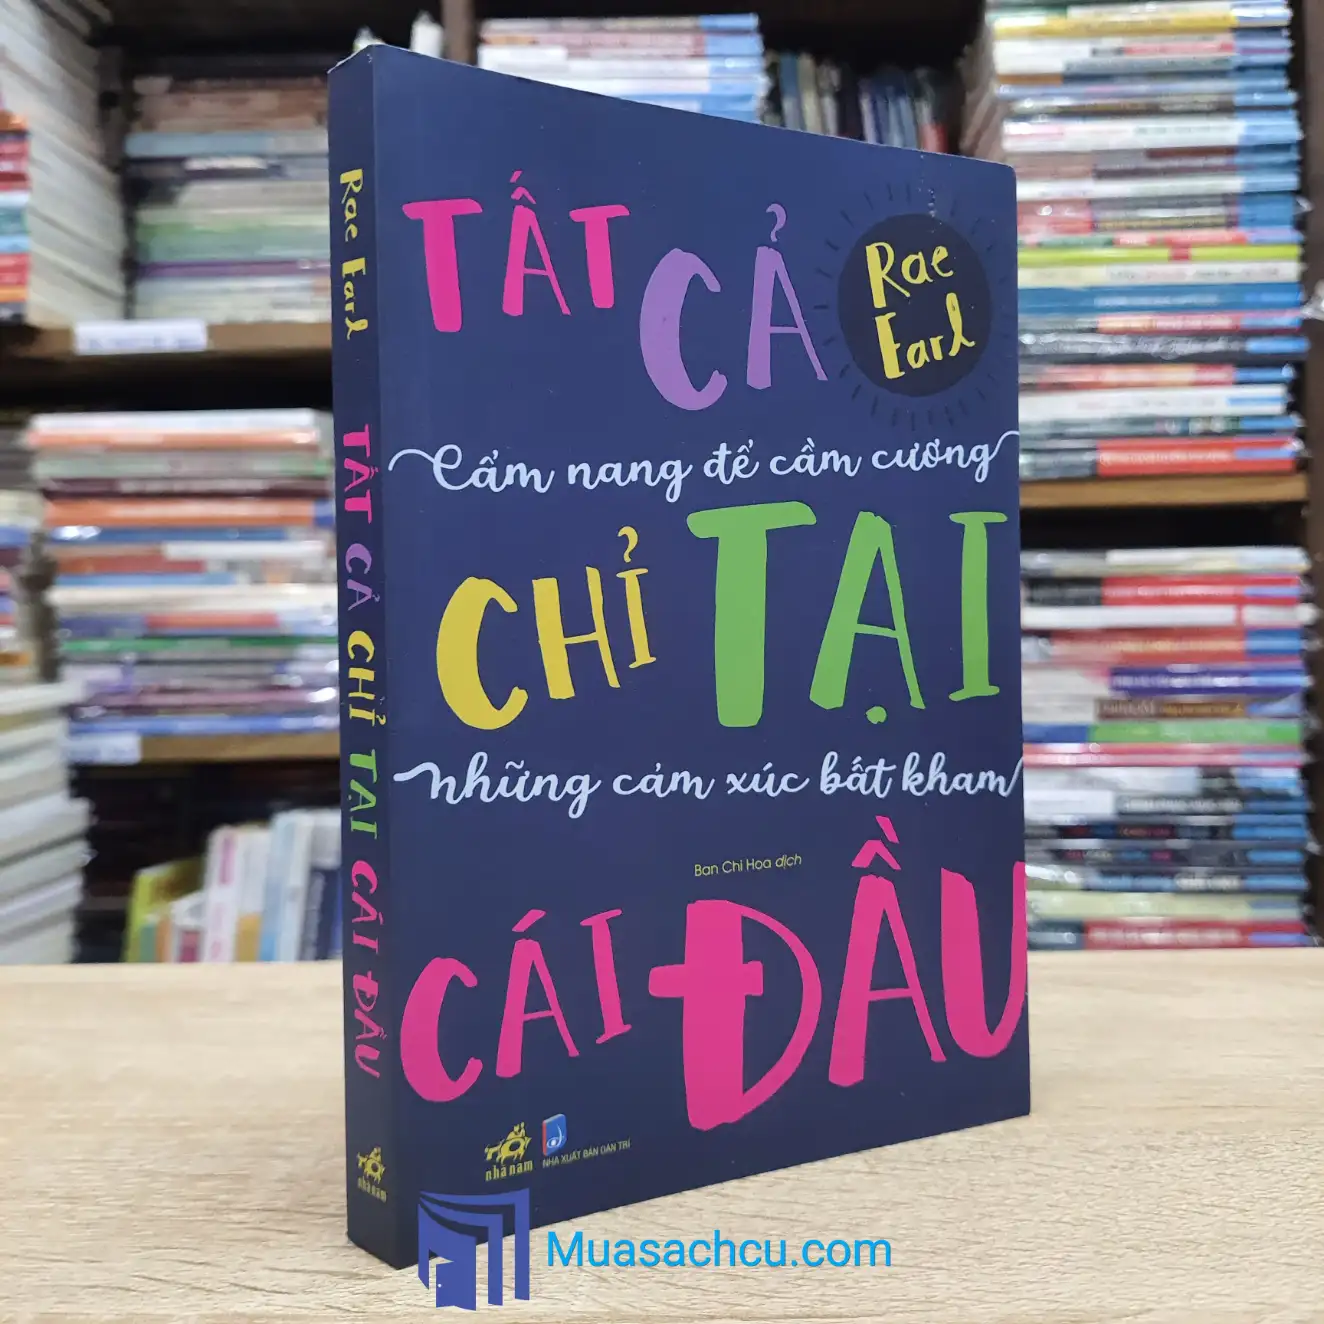 Rae Earl
TẤT CẢ CHỈ TẠI CÁI ĐẦU
nhã nam
TẤT CẢ
Rae
Earl
Cẩm nang để cầm cương
CHỈ TẠI
những cảm xúc bất kham
Ban Chi Hoa dịch
CÁI ĐẦU
nhã nam
NHÀ XUẤT BẢN DÂN TRÍ
Muasachcu.com